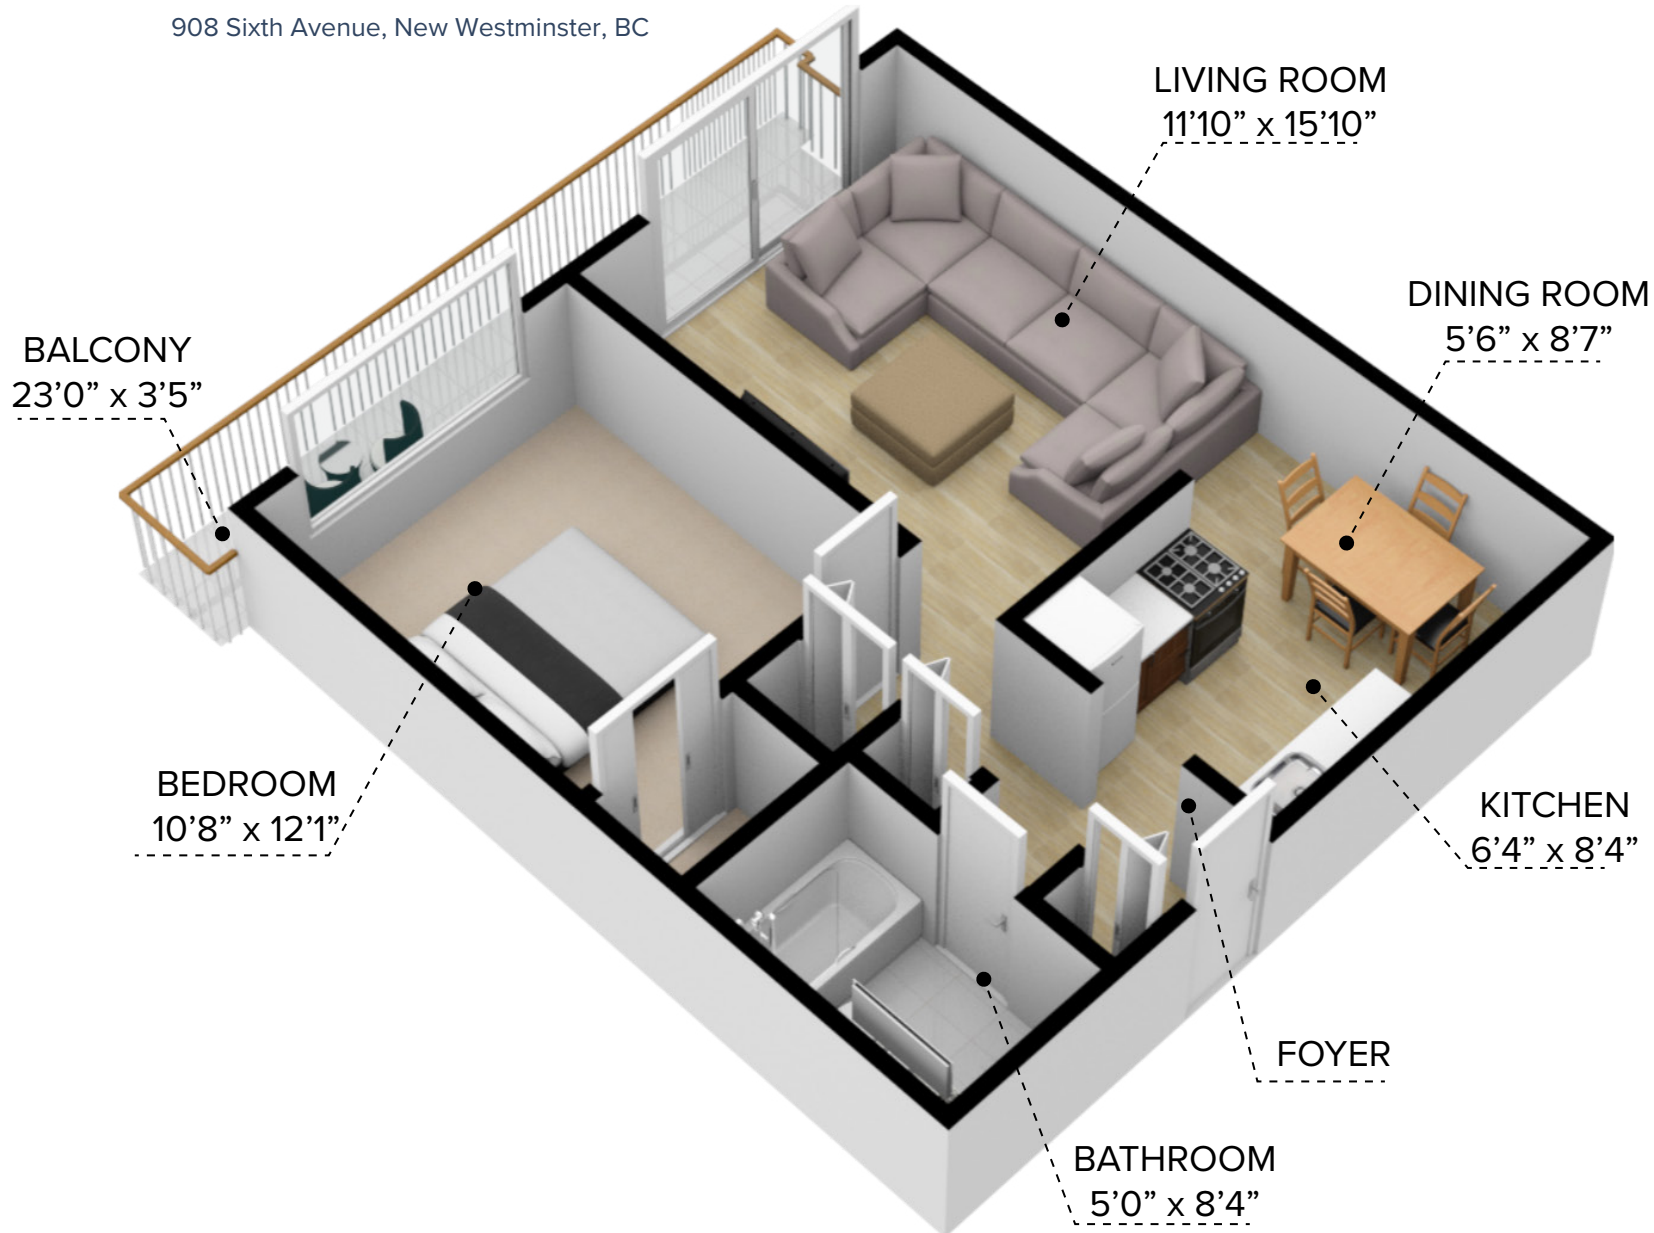 908 Sixth Avenue, New Westminster, BC
LIVING ROOM
11’10” x 15’10”
DINING ROOM
5’6” x 8’7”
BALCONY
23’0” x 3’5”
BEDROOM
10’8” x 12’1”
KITCHEN
6’4” x 8’4”
FOYER
BATHROOM
5’0” x 8’4”